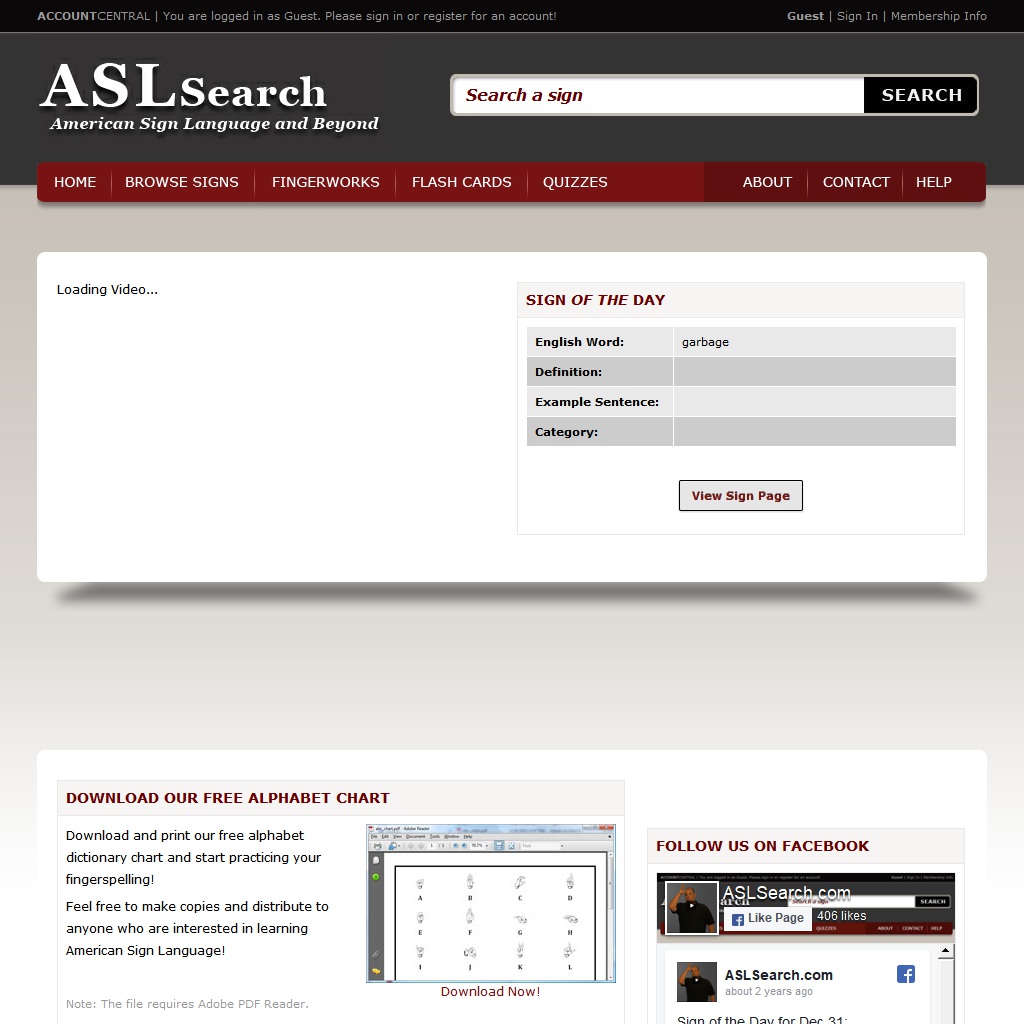 ACCOUNTCENTRAL | You are logged in as Guest. Please sign in or register for an account!
Guest | Sign In | Membership Info
ASLSearch
American Sign Language and Beyond
Search a sign
SEARCH
HOME
BROWSE SIGNS
FINGERWORKS
FLASH CARDS
QUIZZES
ABOUT
CONTACT
HELP
Loading Video...
SIGN OF THE DAY
English Word: garbage
Definition:
Example Sentence:
Category:
View Sign Page
DOWNLOAD OUR FREE ALPHABET CHART
Download and print our free alphabet
dictionary chart and start practicing your
fingerspelling!
Feel free to make copies and distribute to
anyone who are interested in learning
American Sign Language!
Note: The file requires Adobe PDF Reader.
A B C D
E F G H
I J K L
Download Now!
FOLLOW US ON FACEBOOK
ASLSearch.com
Like Page
406 likes
SEARCH
QUIZZES
ABOUT
CONTACT
HELP
ASLSearch.com
about 2 years ago
Sign of the Day for Dec 31: